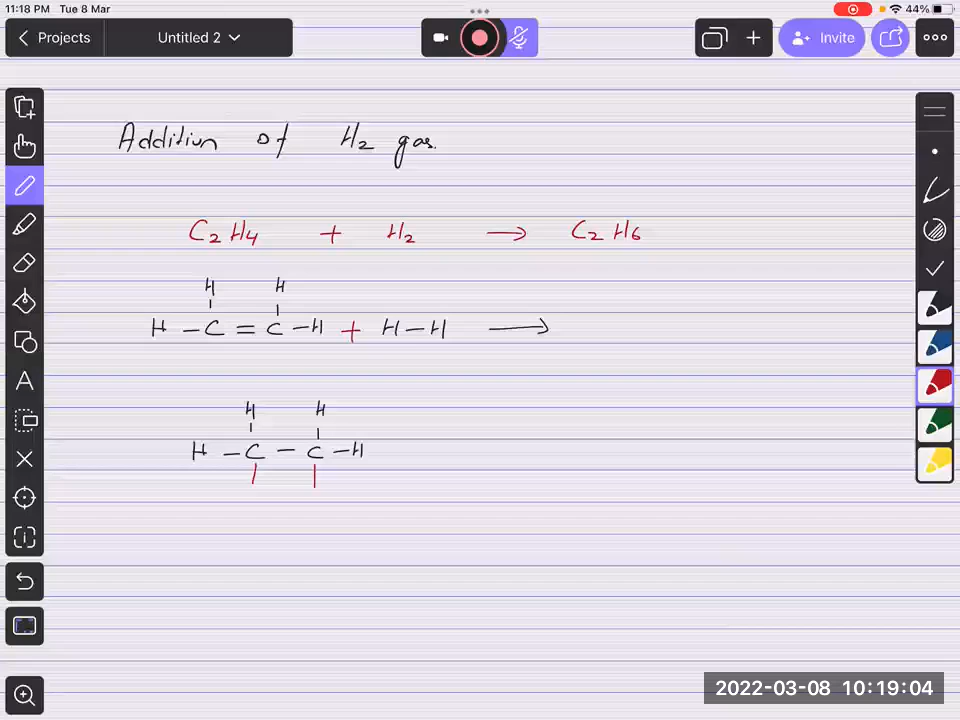 11:18 PM Tue 8 Mar 44%
Projects Untitled 2 Invite
Addition of H2 gas.
C2H4 + H2 → C2H6
H H
H – C = C – H + H – H →
H H
H – C – C – H
A
2022-03-08 10:19:04